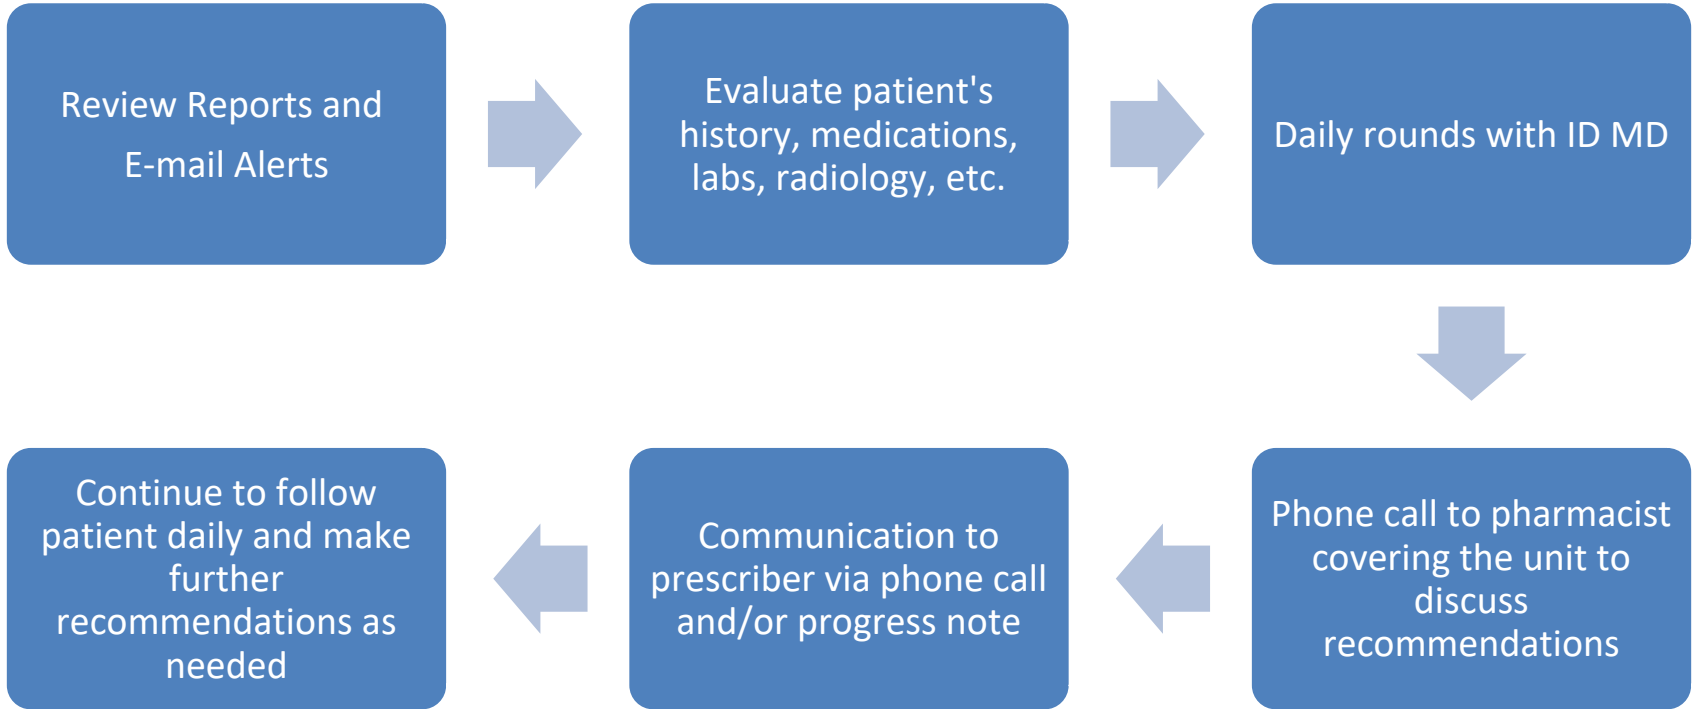 Review Reports and
E-mail Alerts
Evaluate patient's
history, medications,
labs, radiology, etc.
Daily rounds with ID MD
Phone call to pharmacist
covering the unit to
discuss
recommendations
Communication to
prescriber via phone call
and/or progress note
Continue to follow
patient daily and make
further
recommendations as
needed